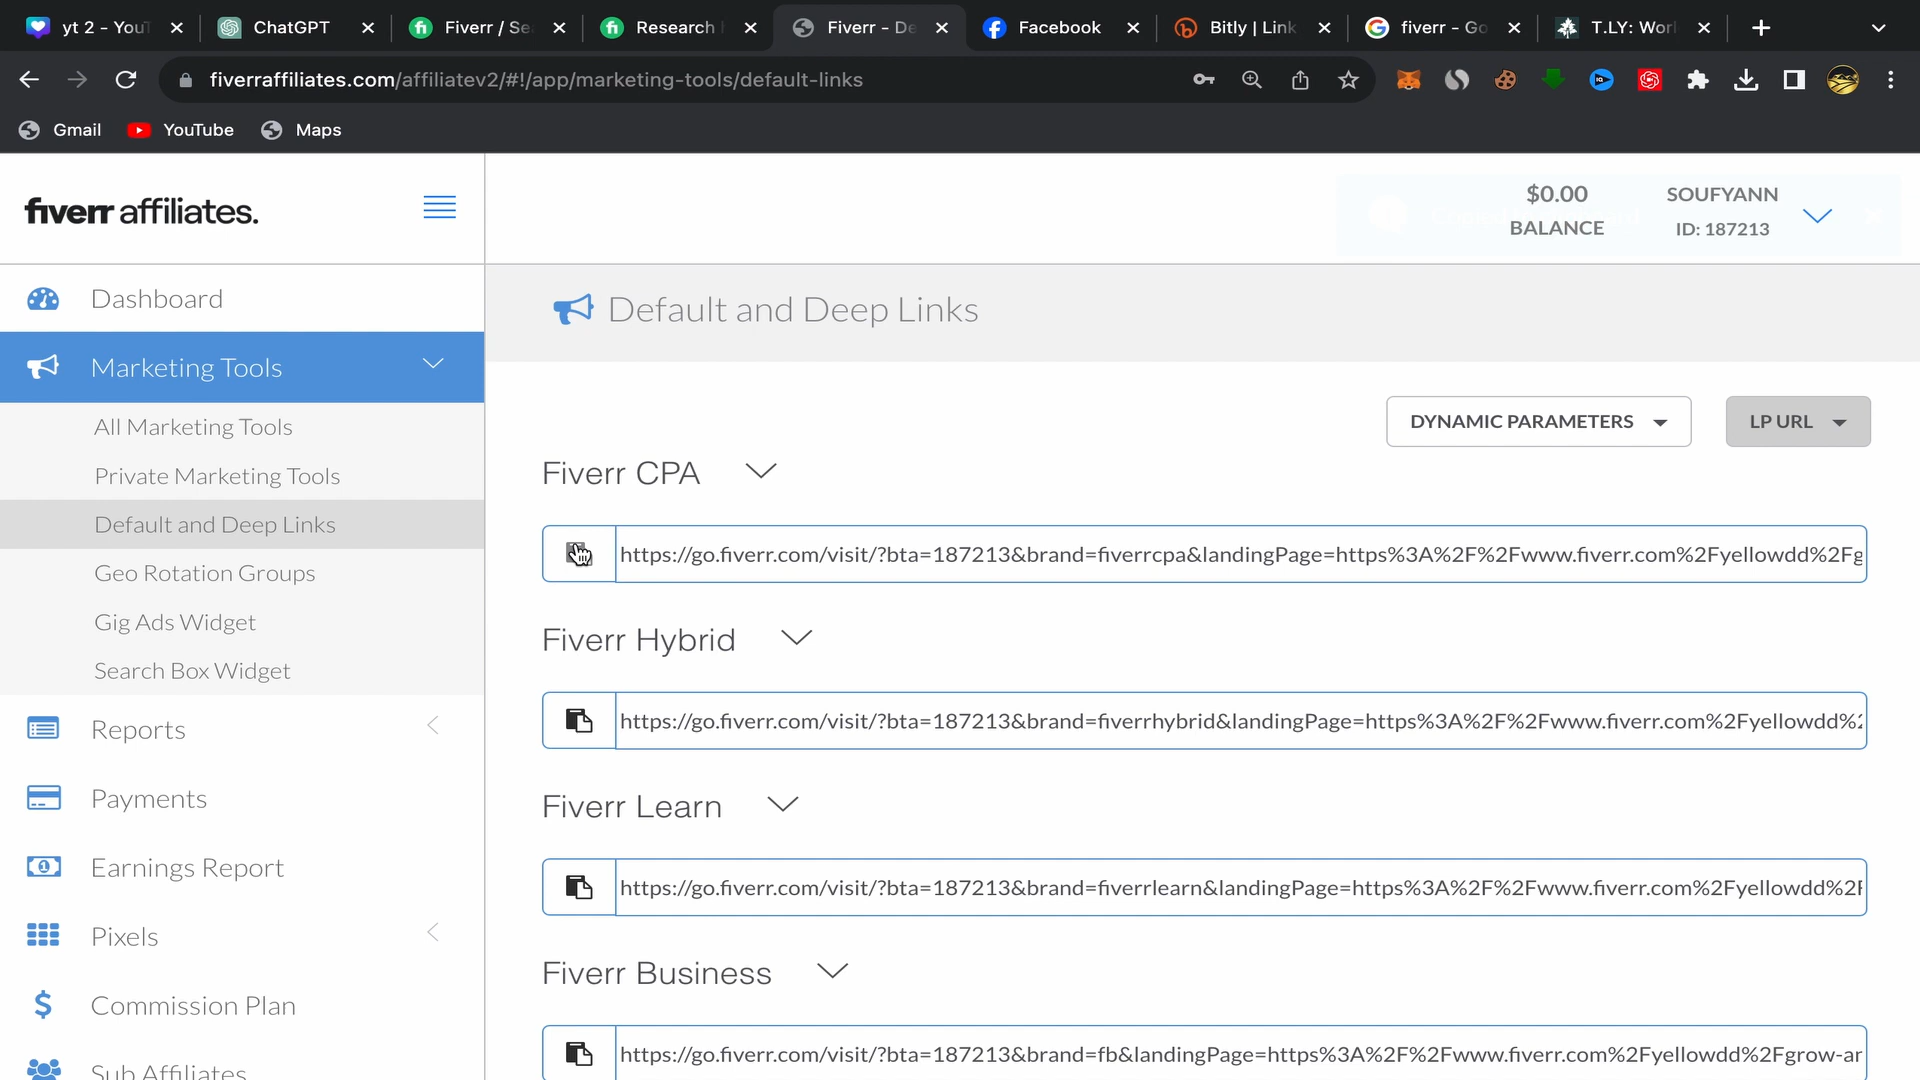 yt 2 - YouT
ChatGPT
Fiverr / Se
Research
Fiverr - De
Facebook
Bitly | Link
fiverr - Go
T.LY: Worl
fiverraffiliates.com/affiliatev2/#!/app/marketing-tools/default-links
Gmail
YouTube
Maps
fiverr affiliates.
$0.00
BALANCE
SOUFYANN
ID: 187213
Dashboard
Marketing Tools
All Marketing Tools
Private Marketing Tools
Default and Deep Links
Geo Rotation Groups
Gig Ads Widget
Search Box Widget
Reports
Payments
Earnings Report
Pixels
Commission Plan
Sub Affiliates
Default and Deep Links
DYNAMIC PARAMETERS
LP URL
Fiverr CPA
https://go.fiverr.com/visit/?bta=187213&brand=fiverrcpa&landingPage=https%3A%2F%2Fwww.fiverr.com%2Fyellowdd%2Fg
Fiverr Hybrid
https://go.fiverr.com/visit/?bta=187213&brand=fiverrhybrid&landingPage=https%3A%2F%2Fwww.fiverr.com%2Fyellowdd%2
Fiverr Learn
https://go.fiverr.com/visit/?bta=187213&brand=fiverrlearn&landingPage=https%3A%2F%2Fwww.fiverr.com%2Fyellowdd%2F
Fiverr Business
https://go.fiverr.com/visit/?bta=187213&brand=fb&landingPage=https%3A%2F%2Fwww.fiverr.com%2Fyellowdd%2Fgrow-ar